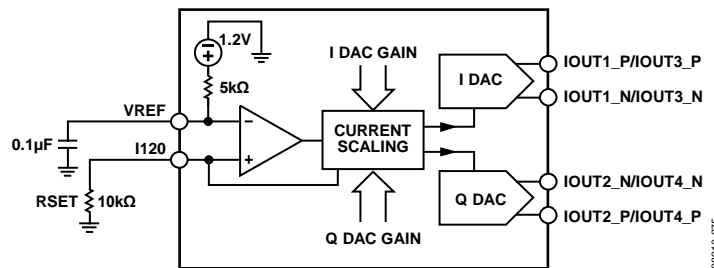 1.2V
I DAC GAIN
5kΩ
VREF
0.1µF
I120
RSET
10kΩ
−
+
CURRENT
SCALING
Q DAC GAIN
I DAC
Q DAC
IOUT1_P/IOUT3_P
IOUT1_N/IOUT3_N
IOUT2_N/IOUT4_N
IOUT2_P/IOUT4_P